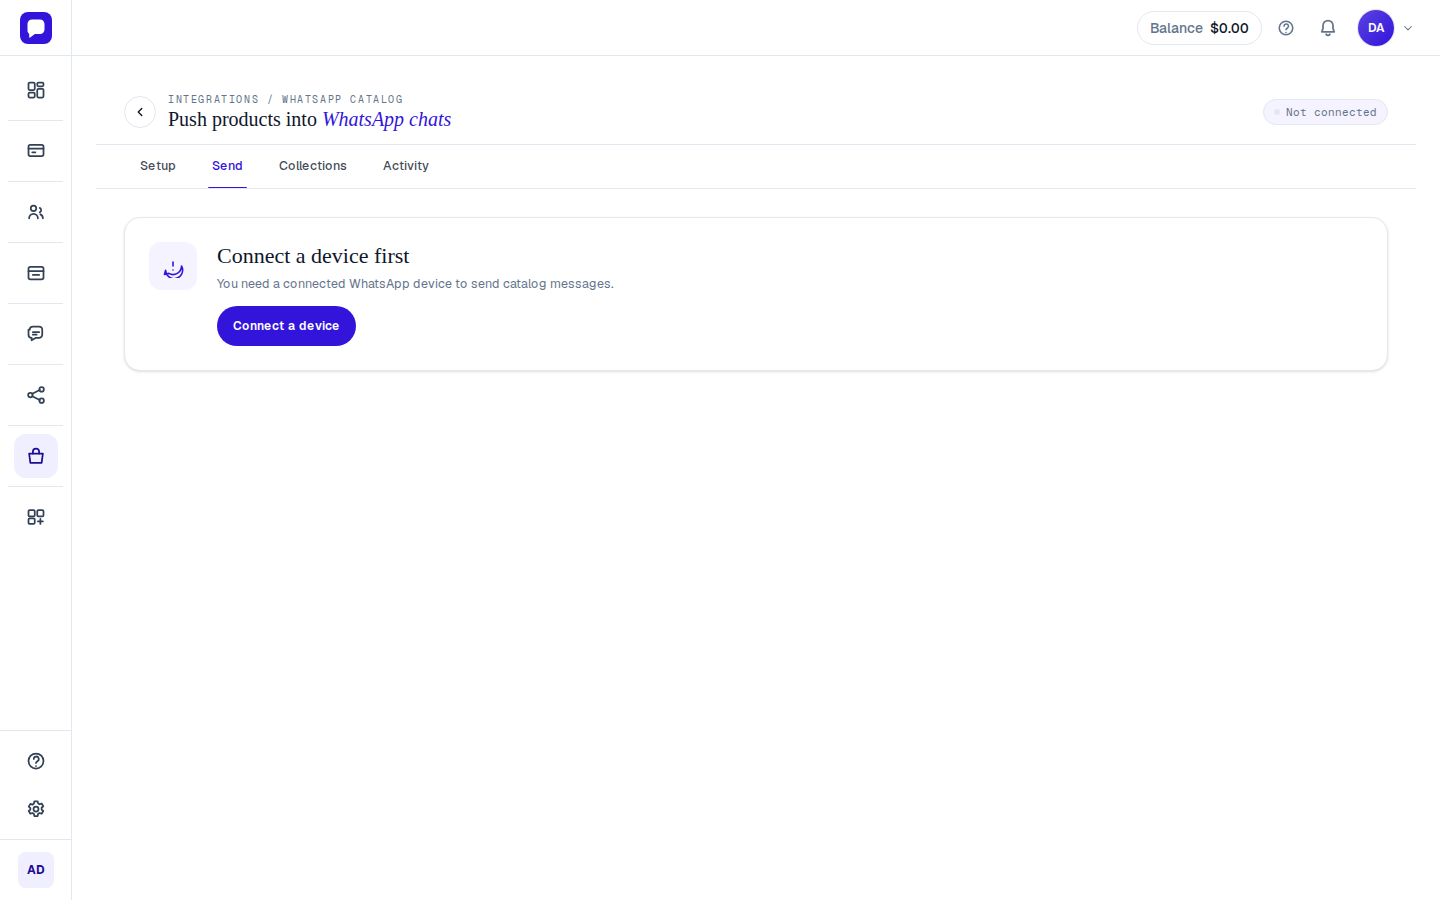 Balance $0.00
DA
INTEGRATIONS / WHATSAPP CATALOG
Push products into WhatsApp chats
Not connected
Setup
Send
Collections
Activity
Connect a device first
You need a connected WhatsApp device to send catalog messages.
Connect a device
AD